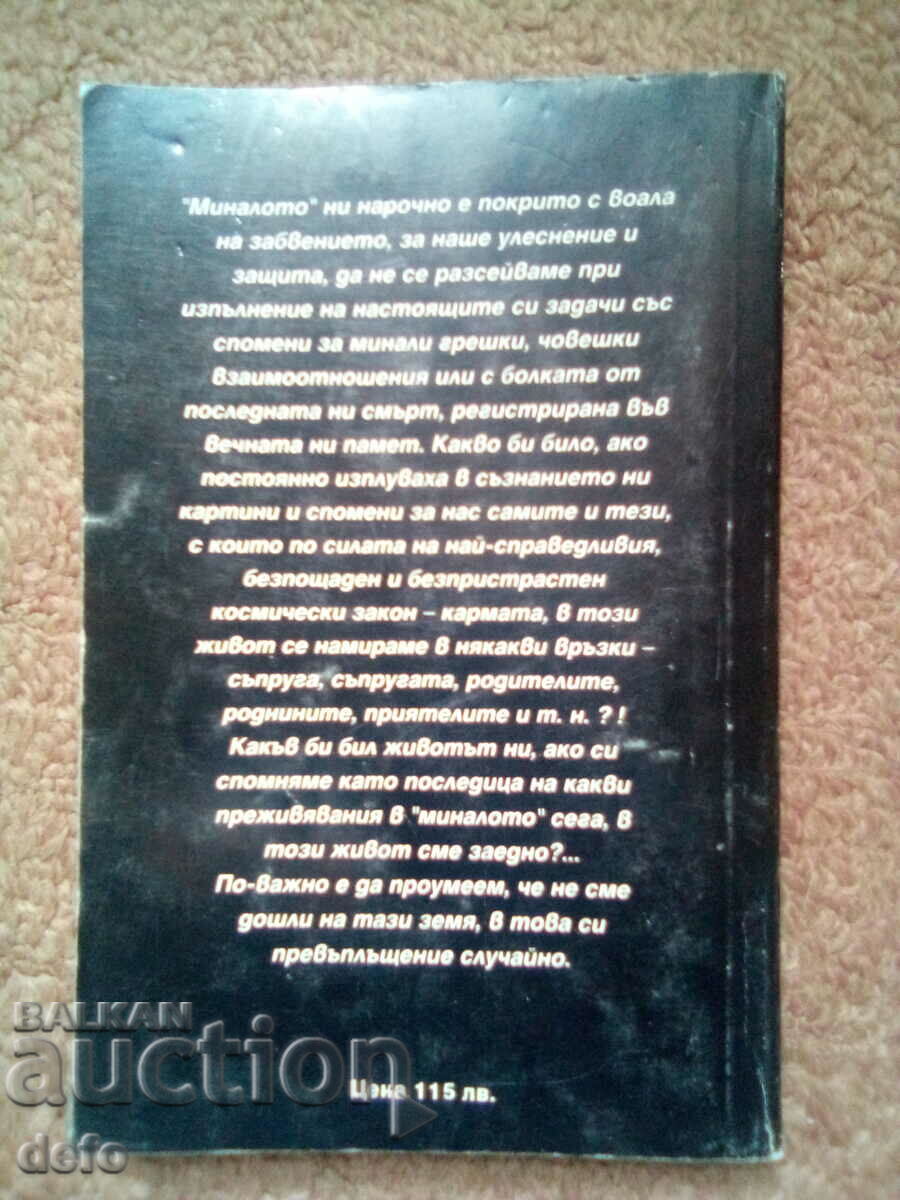 "Миналото" ни нарочно е покрито с воала
на забвението, за наше улеснение и
защита, да не се разсейваме при
изпълнение на настоящите си задачи със
спомени за минали грешки, човешки
взаимоотношения или с болката от
последната ни смърт, регистрирана във
вечната ни памет. Какво би било, ако
постоянно изплуваха в съзнанието ни
картини и спомени за нас самите и тези,
с които по силата на най-справедливия,
безпощаден и безпристрастен
космически закон – кармата, в този
живот се намираме в някакви връзки –
съпруга, съпругата, родителите,
роднините, приятелите и т. н. ?!
Какъв би бил животът ни, ако си
спомняме като последица на какви
преживявания в "миналото" сега, в
този живот сме заедно?...
По-важно е да проумеем, че не сме
дошли на тази земя, в това си
превъплъщение случайно.
BALKAN
auction
Цена 115 лв.
defo